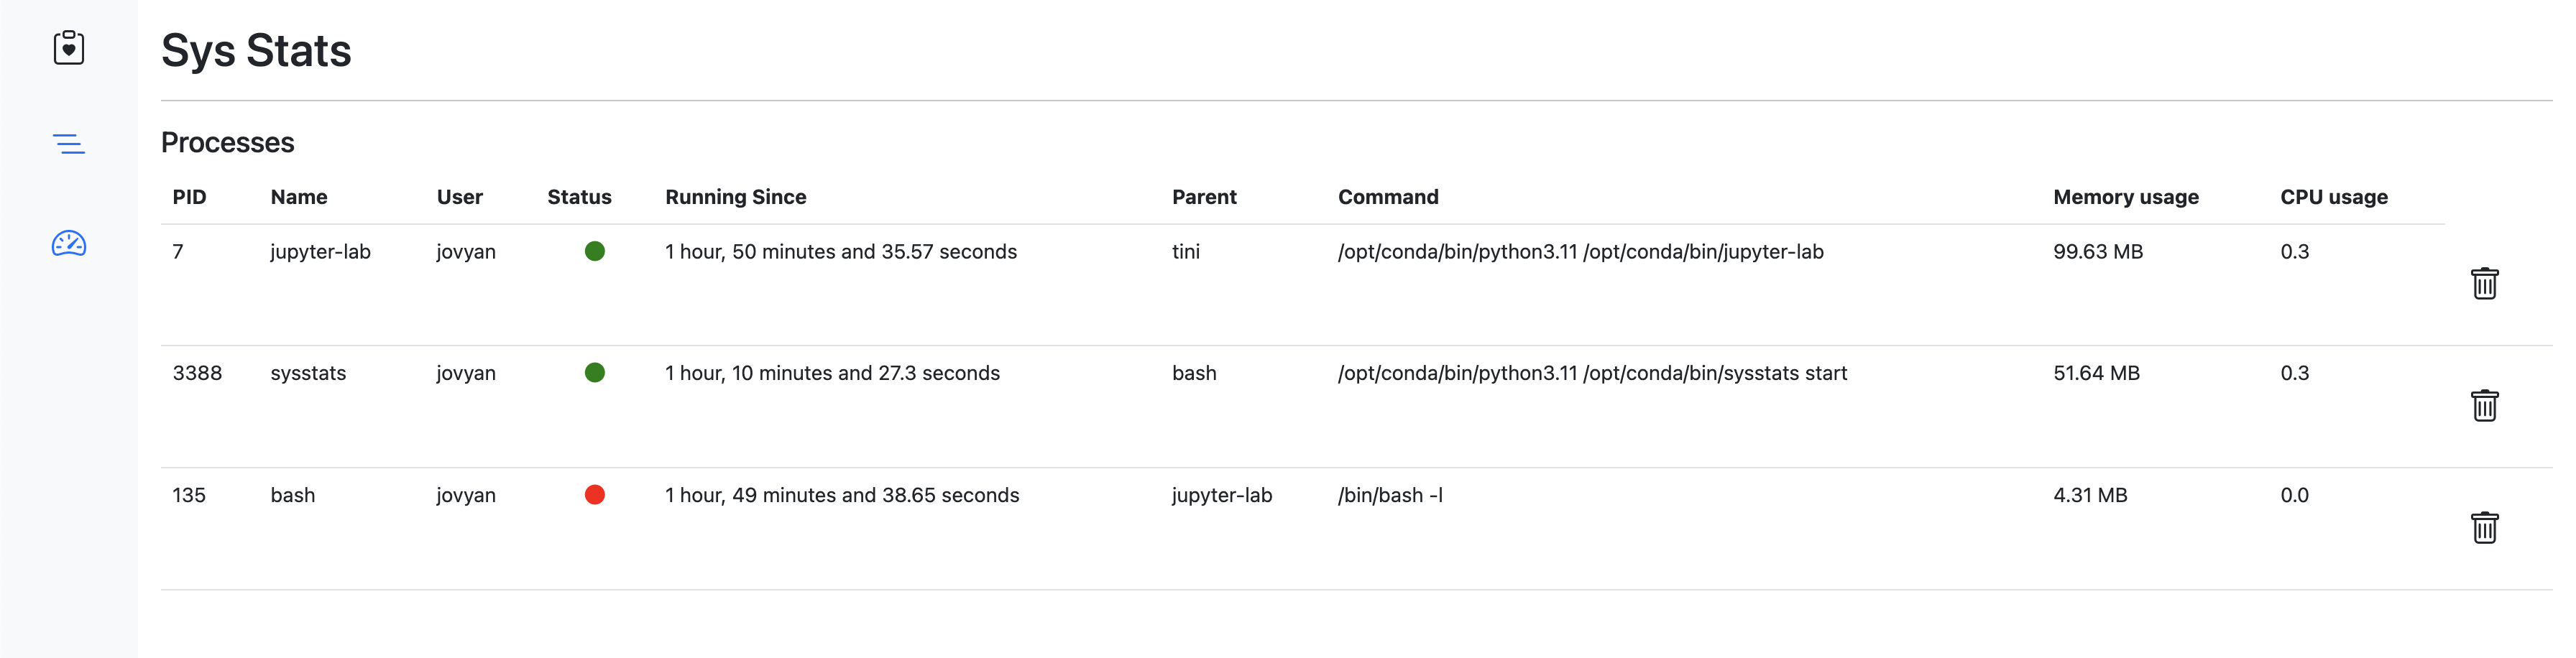 Sys Stats
Processes
PID Name User Status Running Since Parent Command Memory usage CPU usage
7 jupyter-lab jovyan 1 hour, 50 minutes and 35.57 seconds tini /opt/conda/bin/python3.11 /opt/conda/bin/jupyter-lab 99.63 MB 0.3
3388 sysstats jovyan 1 hour, 10 minutes and 27.3 seconds bash /opt/conda/bin/python3.11 /opt/conda/bin/sysstats start 51.64 MB 0.3
135 bash jovyan 1 hour, 49 minutes and 38.65 seconds jupyter-lab /bin/bash -l 4.31 MB 0.0